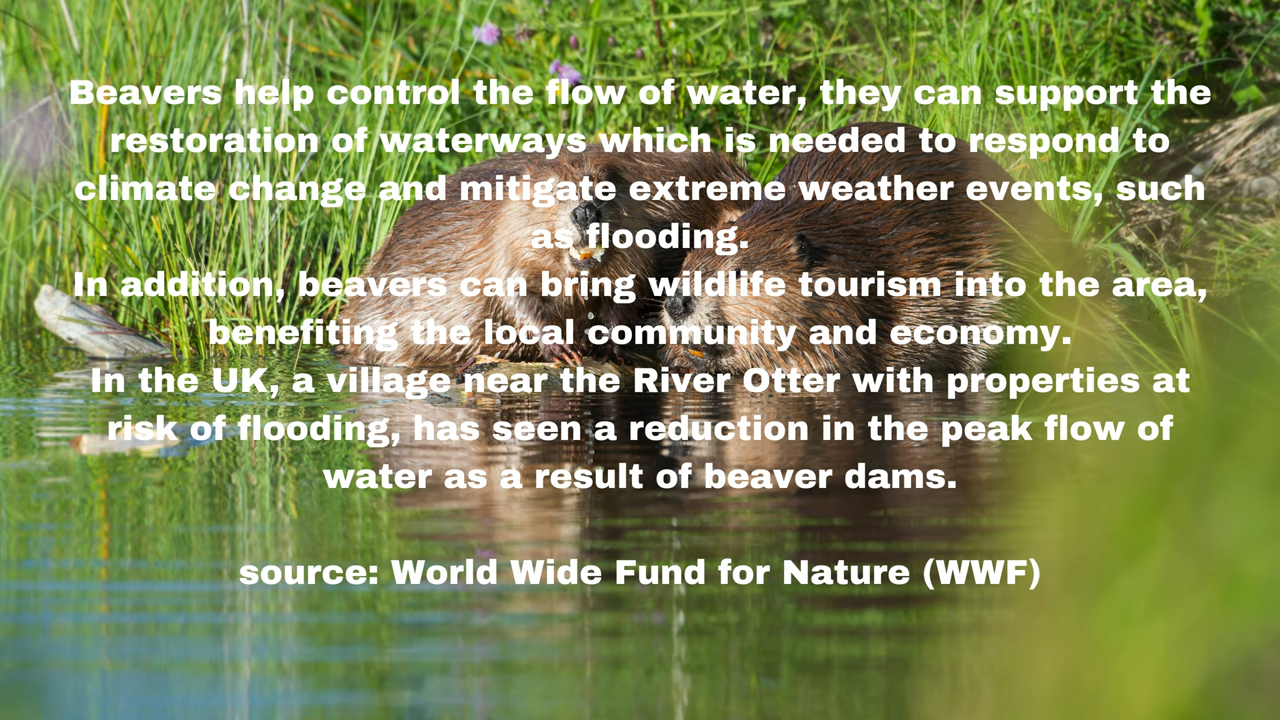 Beavers help control the flow of water, they can support the
restoration of waterways which is needed to respond to
climate change and mitigate extreme weather events, such
as flooding.
In addition, beavers can bring wildlife tourism into the area,
benefiting the local community and economy.
In the UK, a village near the River Otter with properties at
risk of flooding, has seen a reduction in the peak flow of
water as a result of beaver dams.
source: World Wide Fund for Nature (WWF)